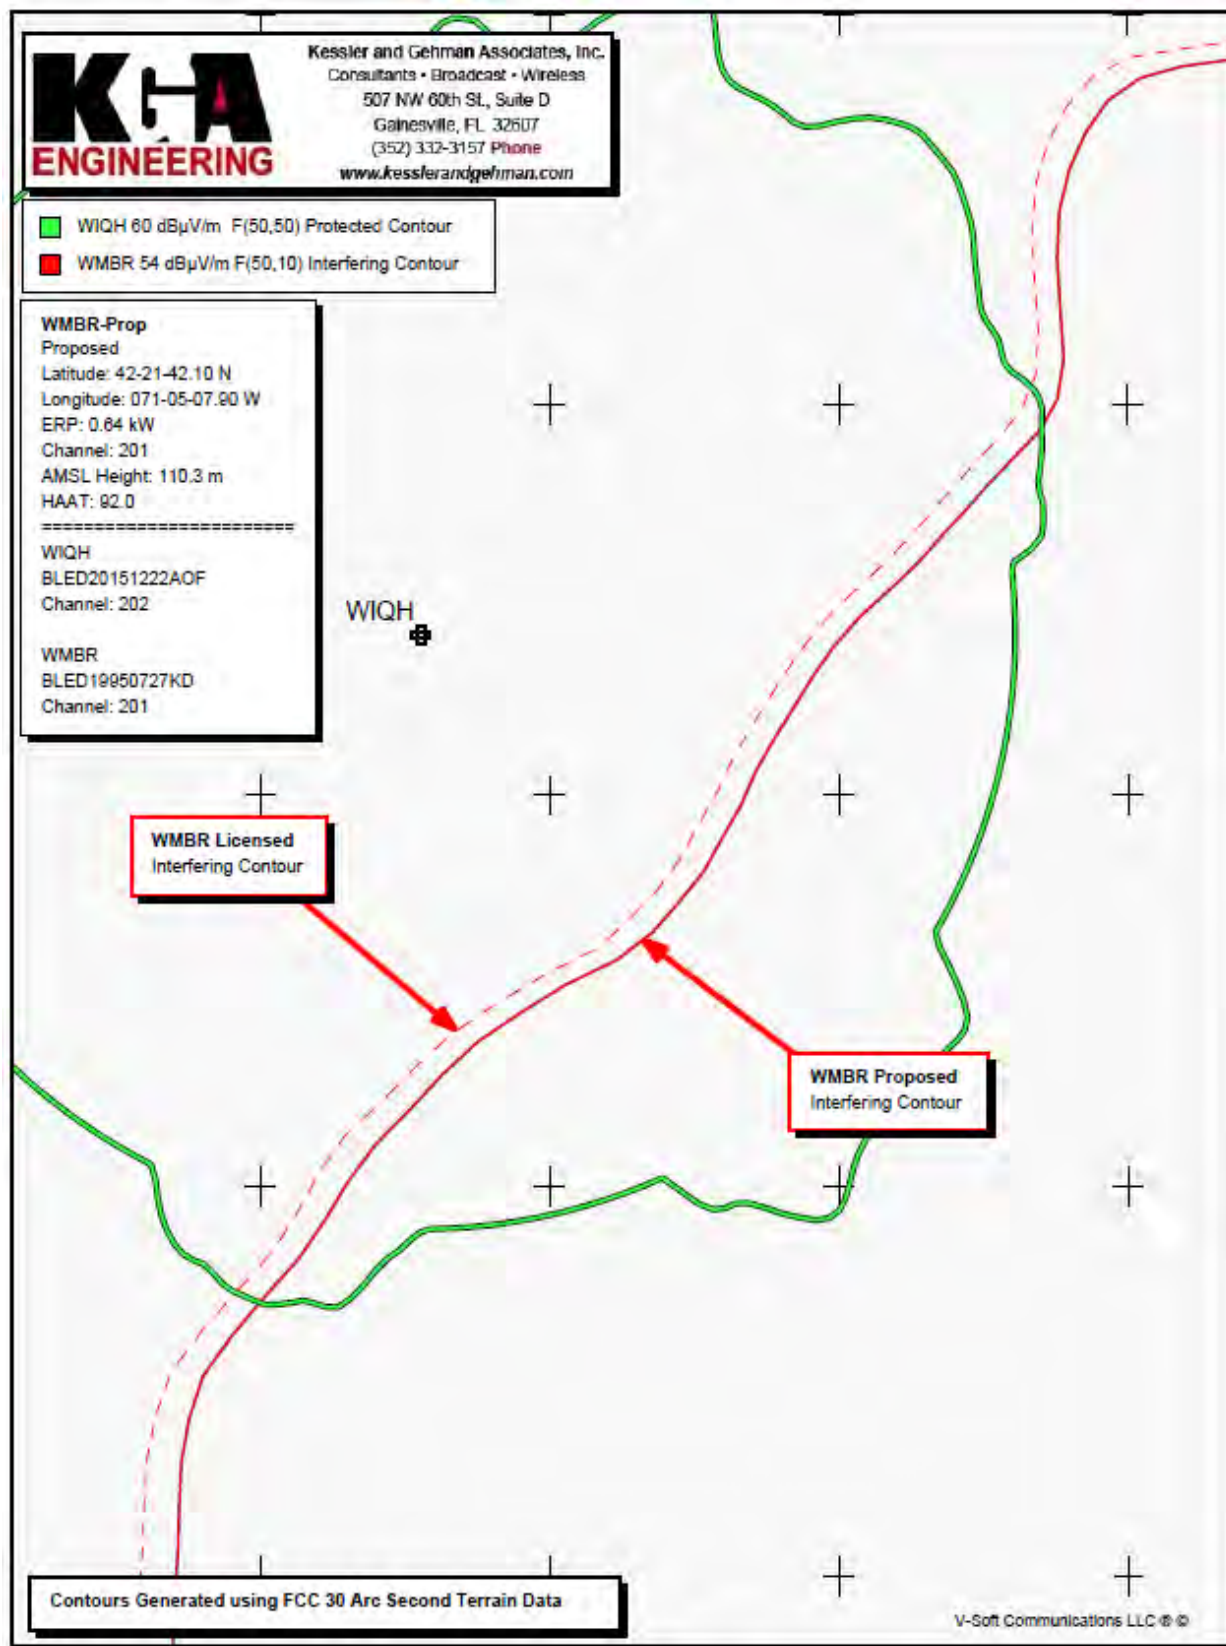 KGA
ENGINEERING
Kessler and Gehman Associates, Inc.
Consultants • Broadcast • Wireless
507 NW 60th St., Suite D
Gainesville, FL 32607
(352) 332-3157 Phone
www.kesslerandgehman.com
WIQH 60 dBµV/m F(50,50) Protected Contour
WMBR 54 dBµV/m F(50,10) Interfering Contour
WMBR-Prop
Proposed
Latitude: 42-21-42.10 N
Longitude: 071-05-07.90 W
ERP: 0.64 kW
Channel: 201
AMSL Height: 110.3 m
HAAT: 92.0
========================
WIQH
BLED20151222AOF
Channel: 202
WMBR
BLED19950727KD
Channel: 201
WIQH
WMBR Licensed
Interfering Contour
WMBR Proposed
Interfering Contour
Contours Generated using FCC 30 Arc Second Terrain Data
V-Soft Communications LLC ® ©